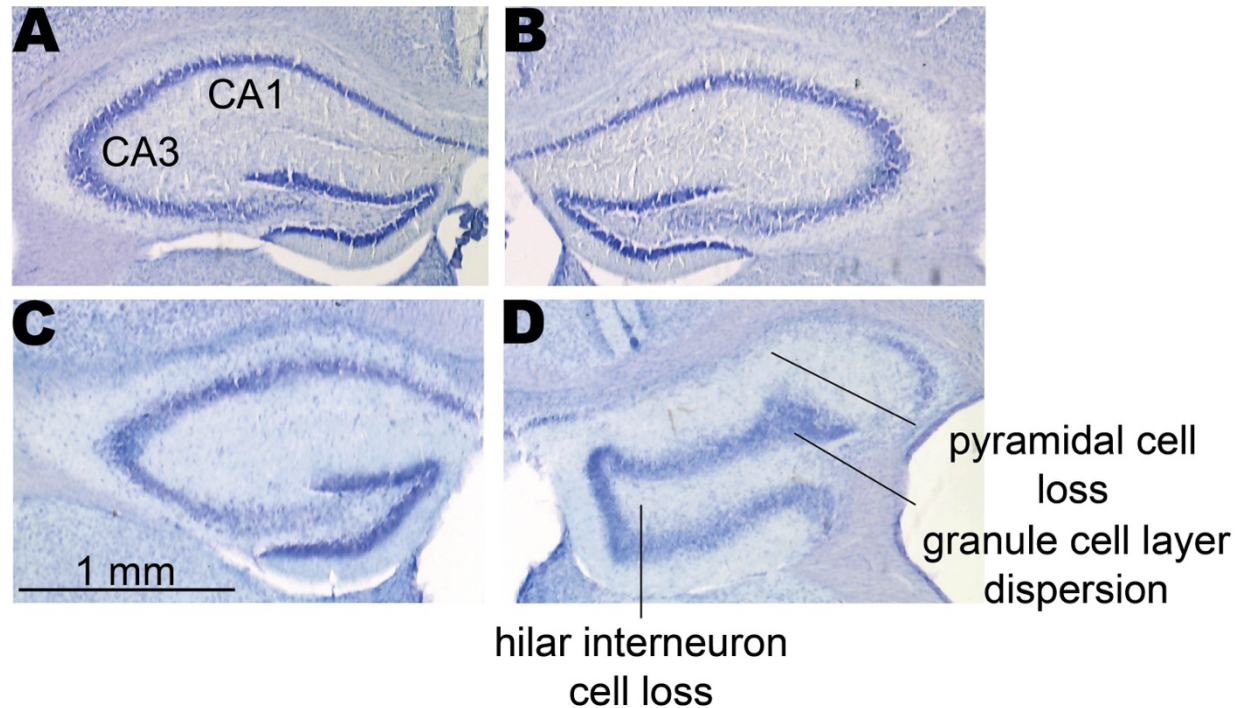 A
B
CA1
CA3
C
D
pyramidal cell
loss
granule cell layer
dispersion
1 mm
hilar interneuron
cell loss